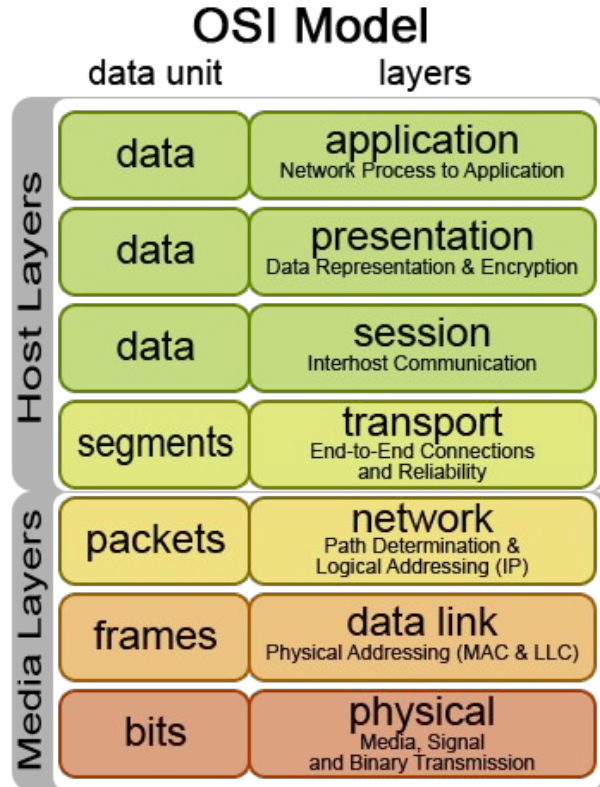 OSI Model
data unit
layers
Host Layers
data
application
Network Process to Application
data
presentation
Data Representation & Encryption
data
session
Interhost Communication
segments
transport
End-to-End Connections
and Reliability
Media Layers
packets
network
Path Determination &
Logical Addressing (IP)
frames
data link
Physical Addressing (MAC & LLC)
bits
physical
Media, Signal
and Binary Transmission